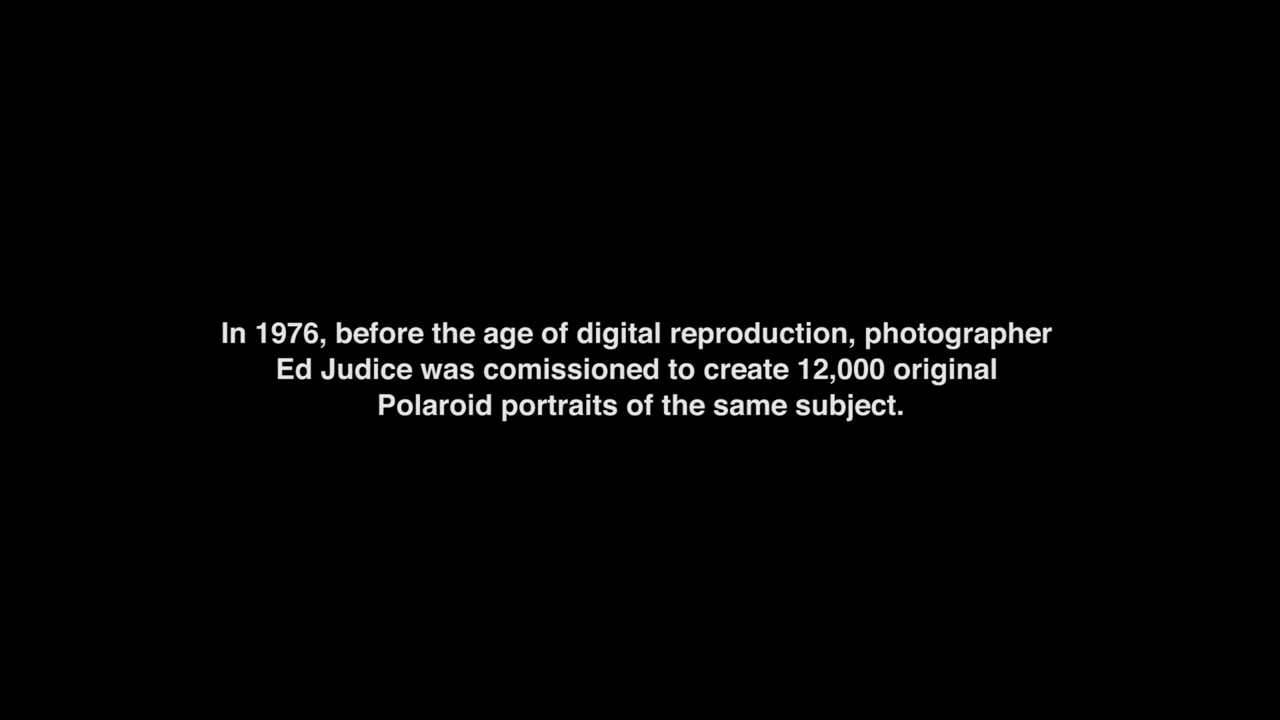 In 1976, before the age of digital reproduction, photographer
Ed Judice was comissioned to create 12,000 original
Polaroid portraits of the same subject.